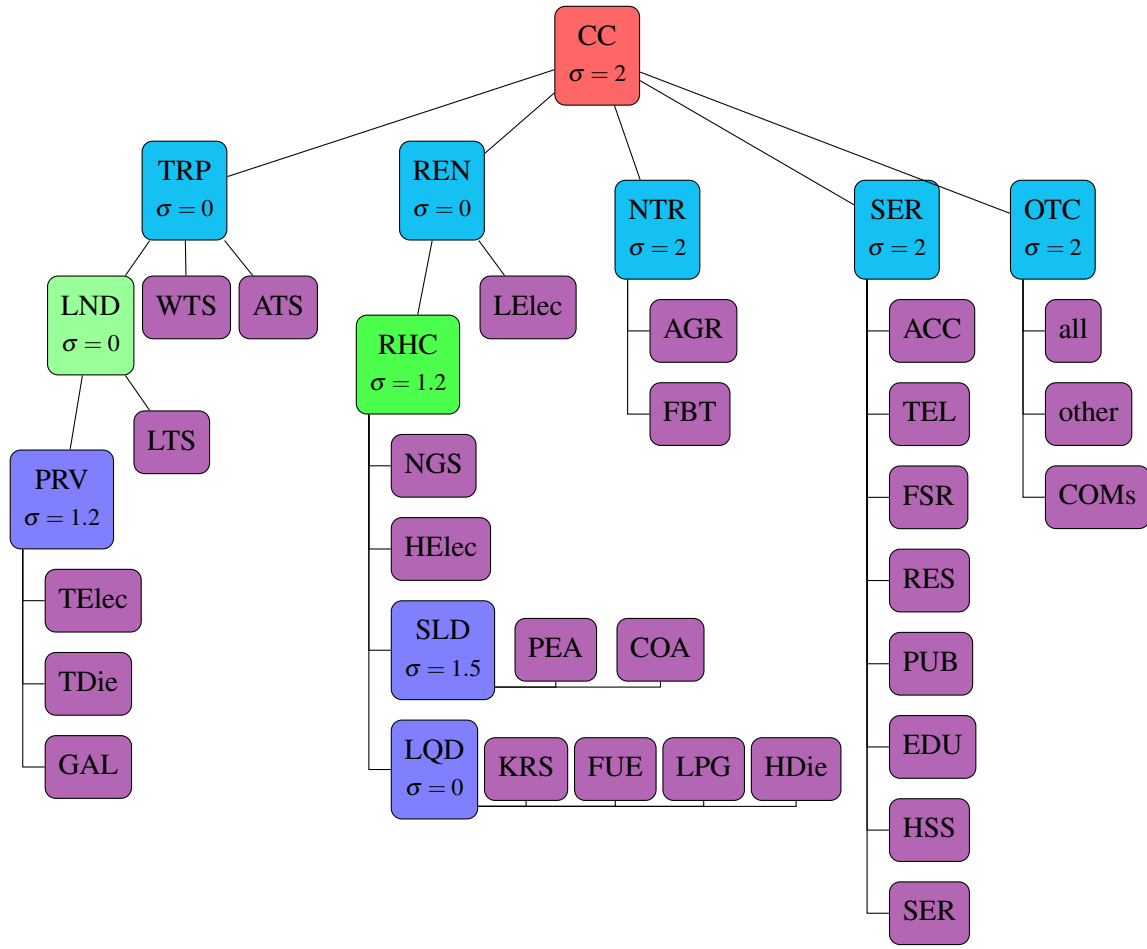 CC
σ = 2
TRP
σ = 0
REN
σ = 0
NTR
σ = 2
SER
σ = 2
OTC
σ = 2
LND
σ = 0
WTS
ATS
LElec
RHC
σ = 1.2
AGR
ACC
all
LTS
FBT
TEL
other
PRV
σ = 1.2
NGS
FSR
COMs
TElec
HElec
RES
TDie
SLD
σ = 1.5
PEA
COA
PUB
GAL
LQD
σ = 0
KRS
FUE
LPG
HDie
EDU
HSS
SER